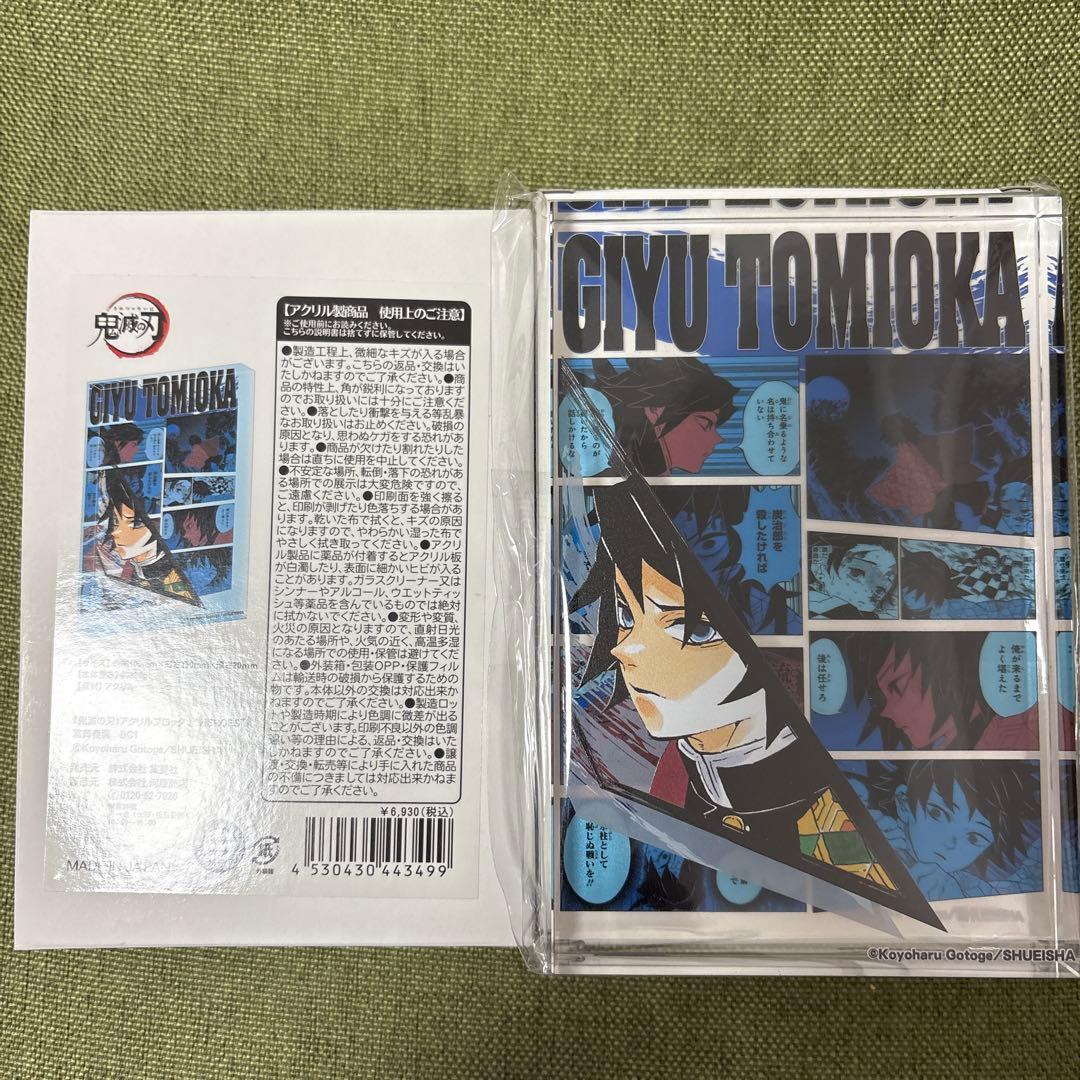 きめつのやいば
鬼滅の刃
GIYU TOMIOKA
【アクリル製商品 使用上のご注意】
※ご使用前にお読みください。
こちらの説明書は捨てずに保管してください。
●製造工程上、微細なキズが入る場合
がございます。こちらの返品・交換はい
たしかねますのでご了承ください。●商
品の特性上、角が鋭利になっております
のでお取り扱いには十分にご注意くだ
さい。●落としたり衝撃を与える等乱暴
なお取り扱いはお止めください。破損の
原因となり、思わぬケガをする恐れがあ
ります。●商品が欠けたり割れたりした
場合は直ちに使用を中止してください。
●不安定な場所、転倒・落下の恐れがあ
る場所での展示は大変危険ですので、
ご遠慮ください。●印刷面を強く擦る
と、印刷が剥げたり色落ちする場合があ
ります。乾いた布で拭くと、キズの原因
になりますので、やわらかい湿った布で
やさしく拭き取ってください。●アクリ
ル製品に薬品が付着するとアクリル板
が白濁したり、表面に細かいヒビが入る
ことがあります。ガラスクリーナー又は
シンナーやアルコール、ウエットティッ
シュ等薬品を含んでいるものでは絶対
に拭かないでください。●変形や変質、
火災の原因となりますので、直射日光
のあたる場所や、火気の近く、高温多湿
になる場所での使用・保管は避けてくだ
さい。●外装箱・包装OPP・保護フィル
ムは輸送時の破損から保護するための
物です。本体以外の交換は対応出来か
ねますのでご了承ください。●製造ロッ
トや製造時期により色調に微差が出る
ことがございます。印刷不良以外の色調
違い等の理由による、返品・交換はいた
しかねますのでご了承ください。●譲
渡・交換・転売等により手に入れた商品
の不備につきましては対応出来かねま
すのでご了承ください。
¥6,930(税込)
4 530430 443499
紙
外装箱
©Koyoharu Gotoge/SHUEISHA
0120-62-7820
MADE IN JAPAN
GIYU TOMIOKA
話しかけるな
鬼に名乗るような
名は持ち合わせて
いない
炭治郎を
殺したければ
後は任せろ
俺が来るまで
よく堪えた
水柱として
恥じぬ戦いを!!
©Koyoharu Gotoge/SHUEISHA